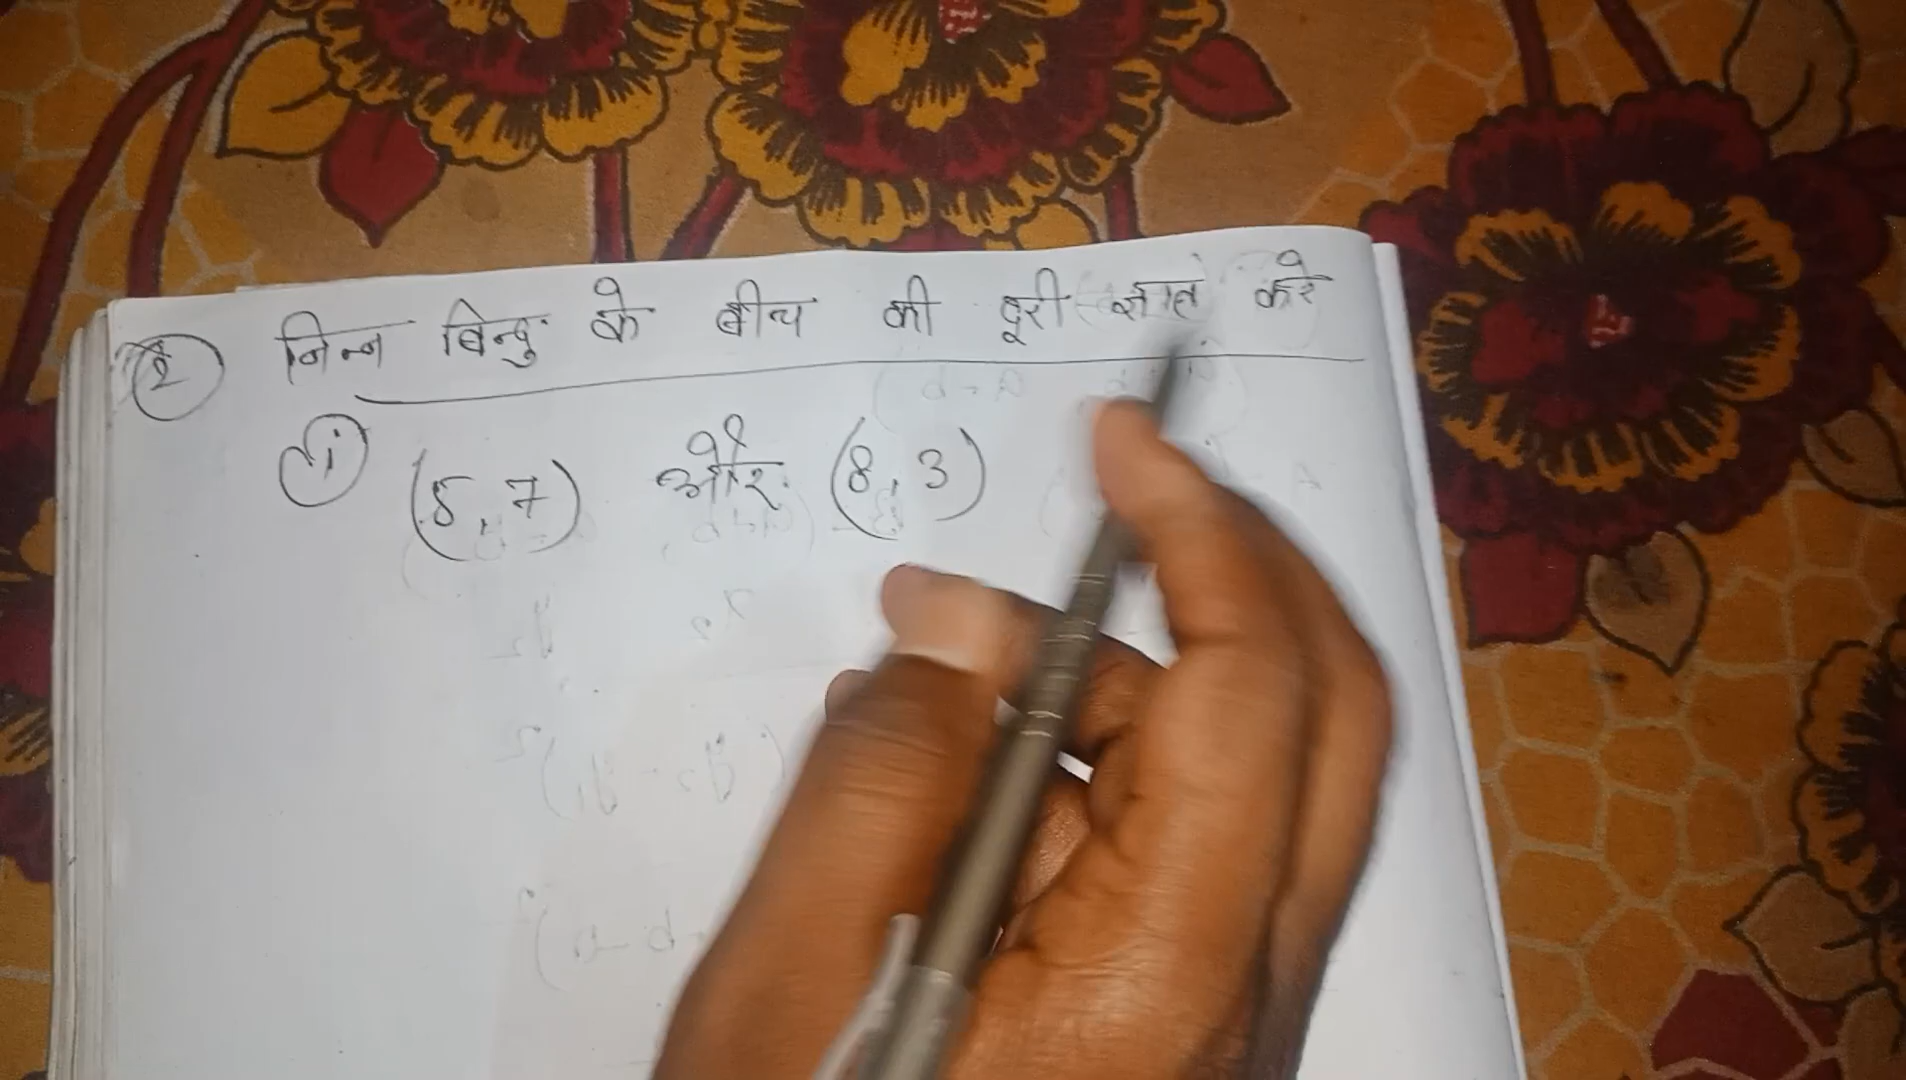 ② निम्न बिन्दु के बीच की दूरी ज्ञात करे
(i) (5, 7) और (8, 3)